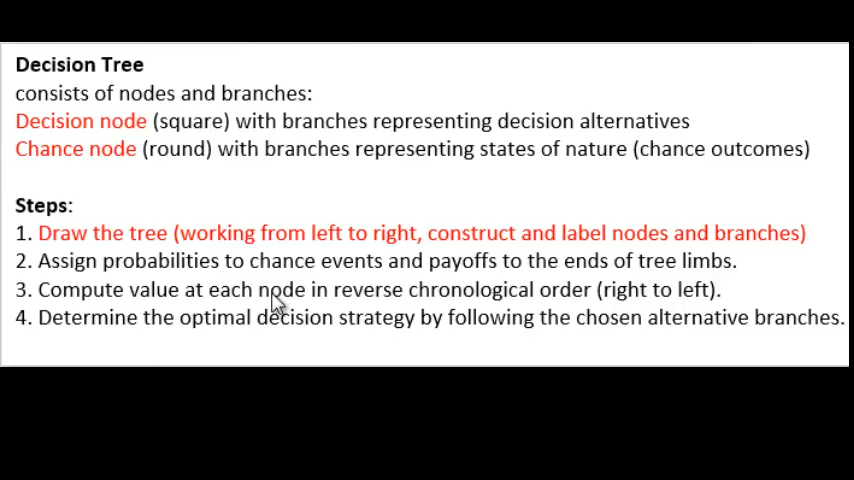 Decision Tree
consists of nodes and branches:
Decision node (square) with branches representing decision alternatives
Chance node (round) with branches representing states of nature (chance outcomes)
Steps:
1. Draw the tree (working from left to right, construct and label nodes and branches)
2. Assign probabilities to chance events and payoffs to the ends of tree limbs.
3. Compute value at each node in reverse chronological order (right to left).
4. Determine the optimal decision strategy by following the chosen alternative branches.